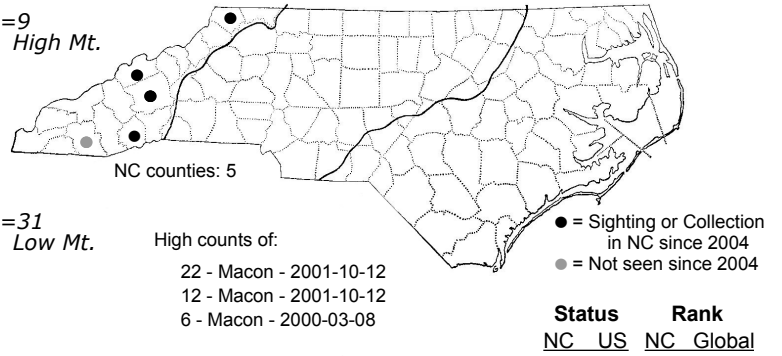 =9
High Mt.
NC counties: 5
=31
Low Mt.
High counts of:
22 - Macon - 2001-10-12
12 - Macon - 2001-10-12
6 - Macon - 2000-03-08
● = Sighting or Collection
in NC since 2004
● = Not seen since 2004
Status Rank
NC US NC Global